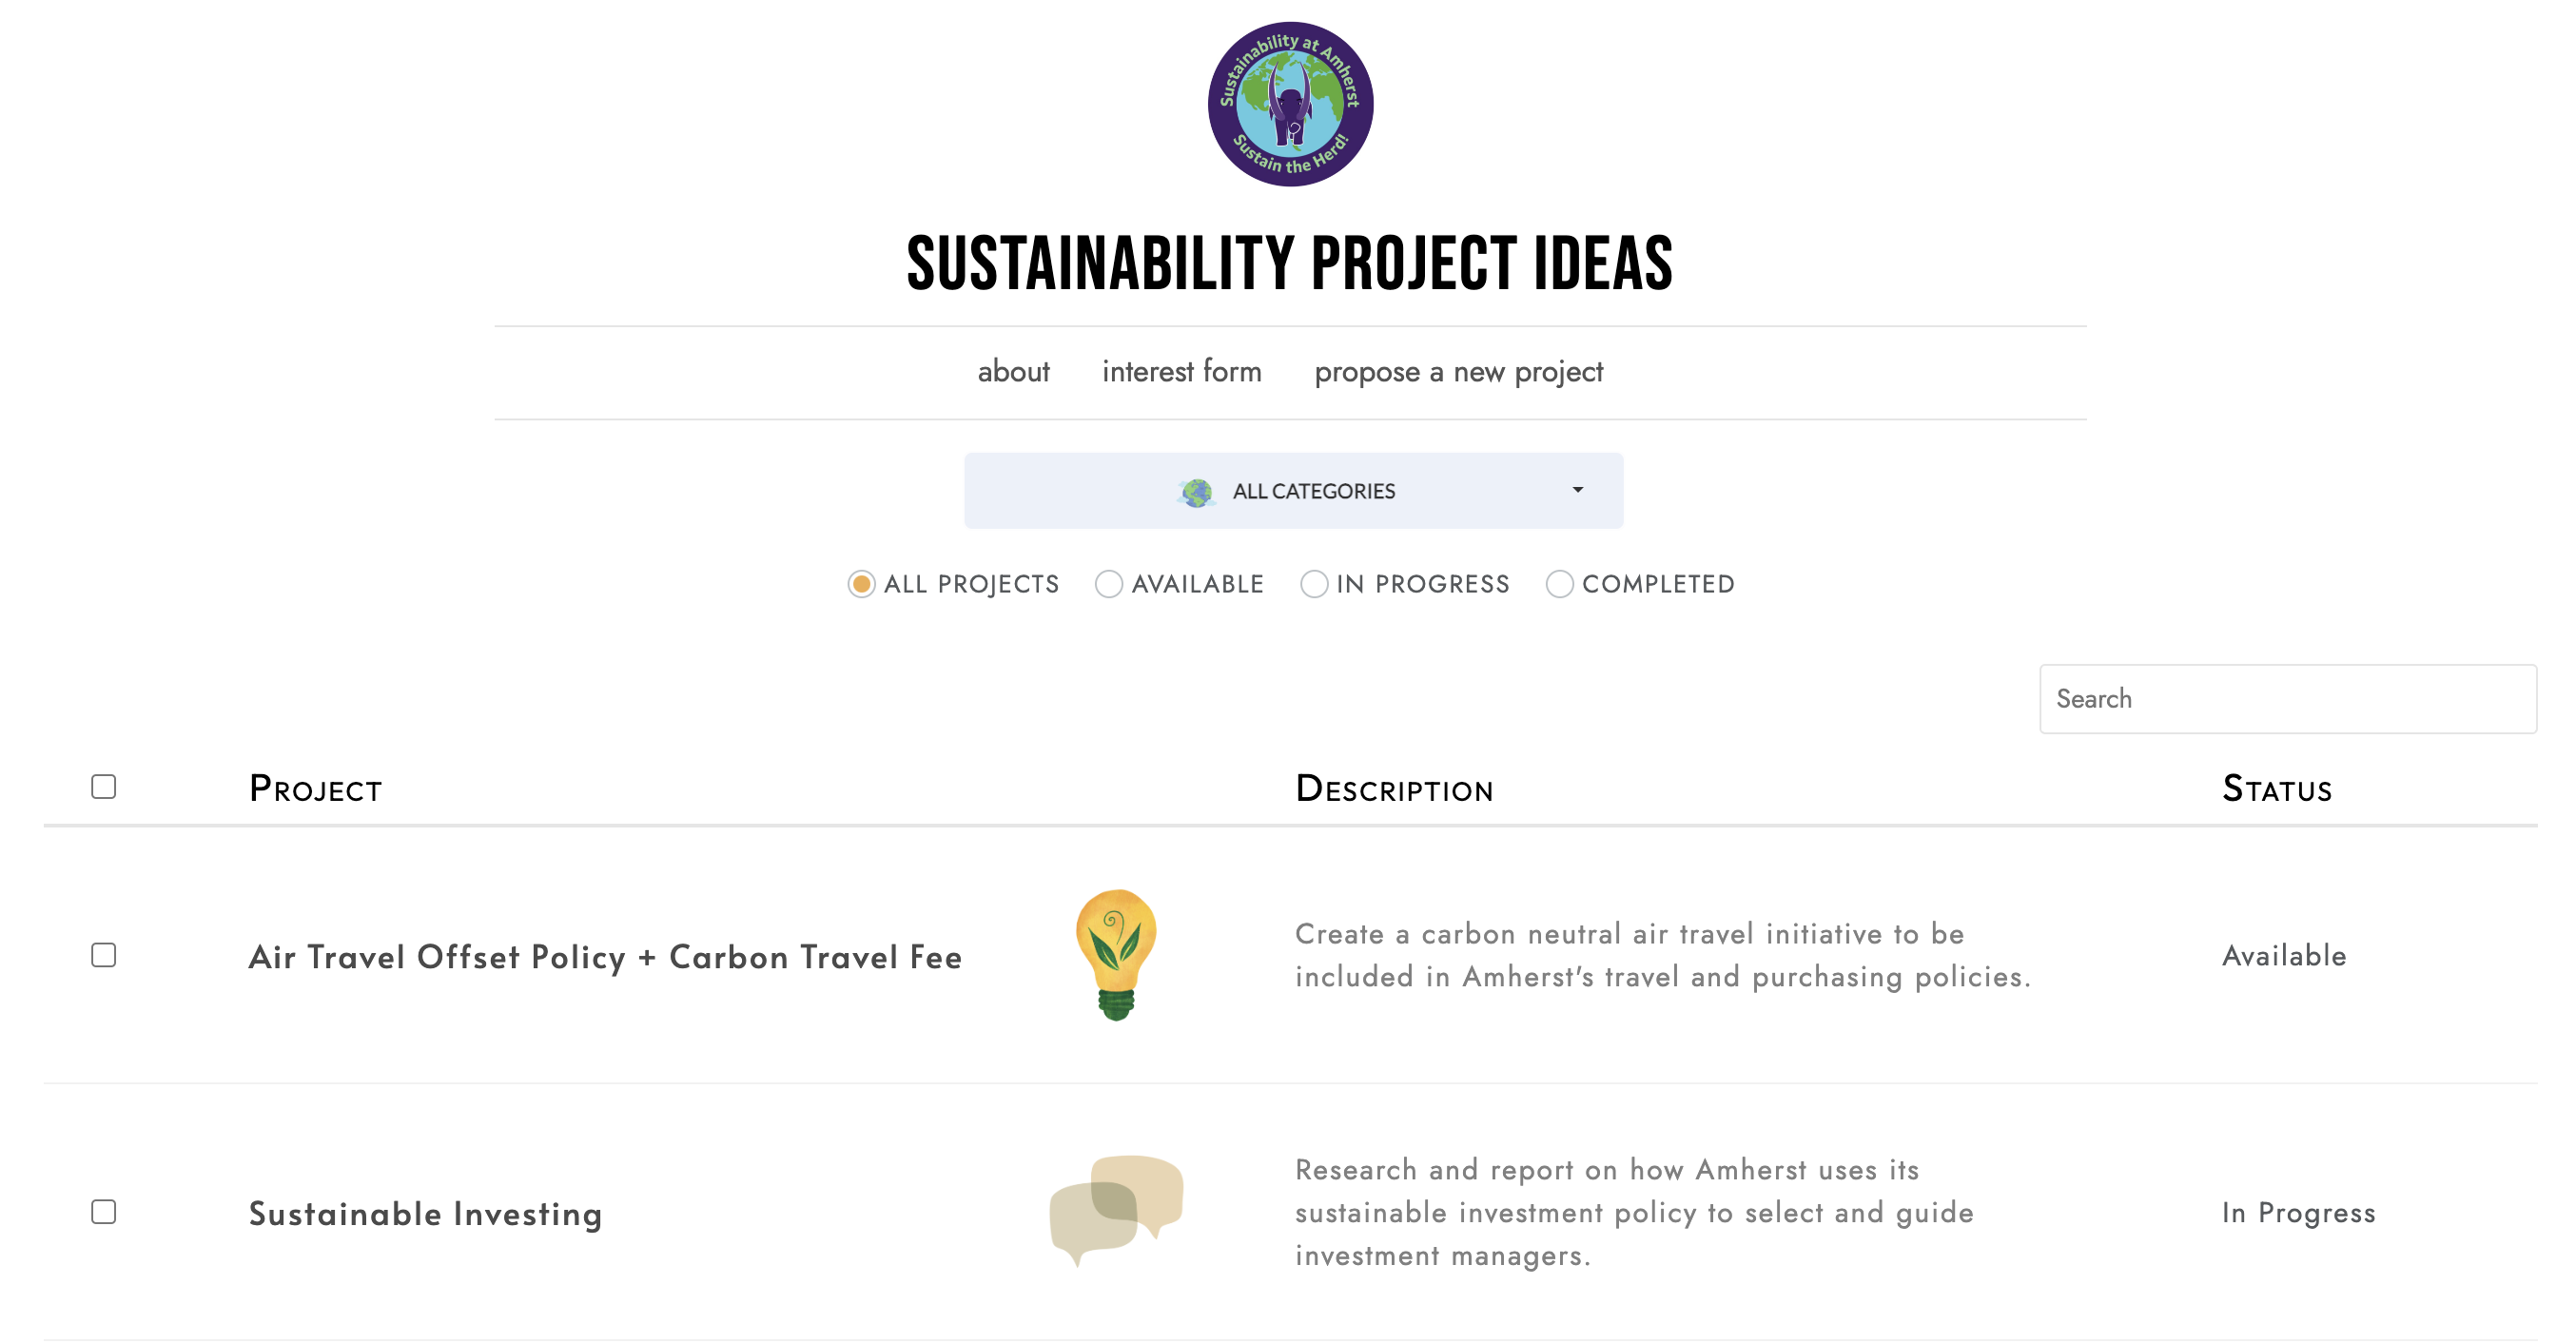 Sustainability at Amherst
Sustain the Herd!
SUSTAINABILITY PROJECT IDEAS
about interest form propose a new project
ALL CATEGORIES
ALL PROJECTS AVAILABLE IN PROGRESS COMPLETED
Search
Project Description Status
Air Travel Offset Policy + Carbon Travel Fee
Create a carbon neutral air travel initiative to be
included in Amherst's travel and purchasing policies.
Available
Sustainable Investing
Research and report on how Amherst uses its
sustainable investment policy to select and guide
investment managers.
In Progress